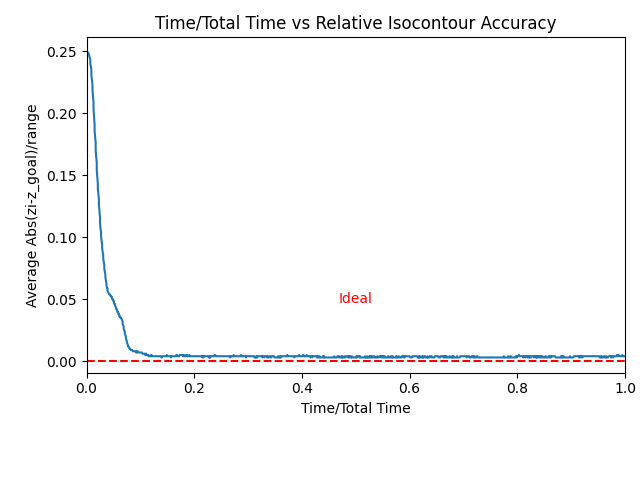 Time/Total Time vs Relative Isocontour Accuracy
Average Abs(zi-z_goal)/range
0.25
0.20
0.15
0.10
0.05
0.00
Ideal
0.0 0.2 0.4 0.6 0.8 1.0
Time/Total Time